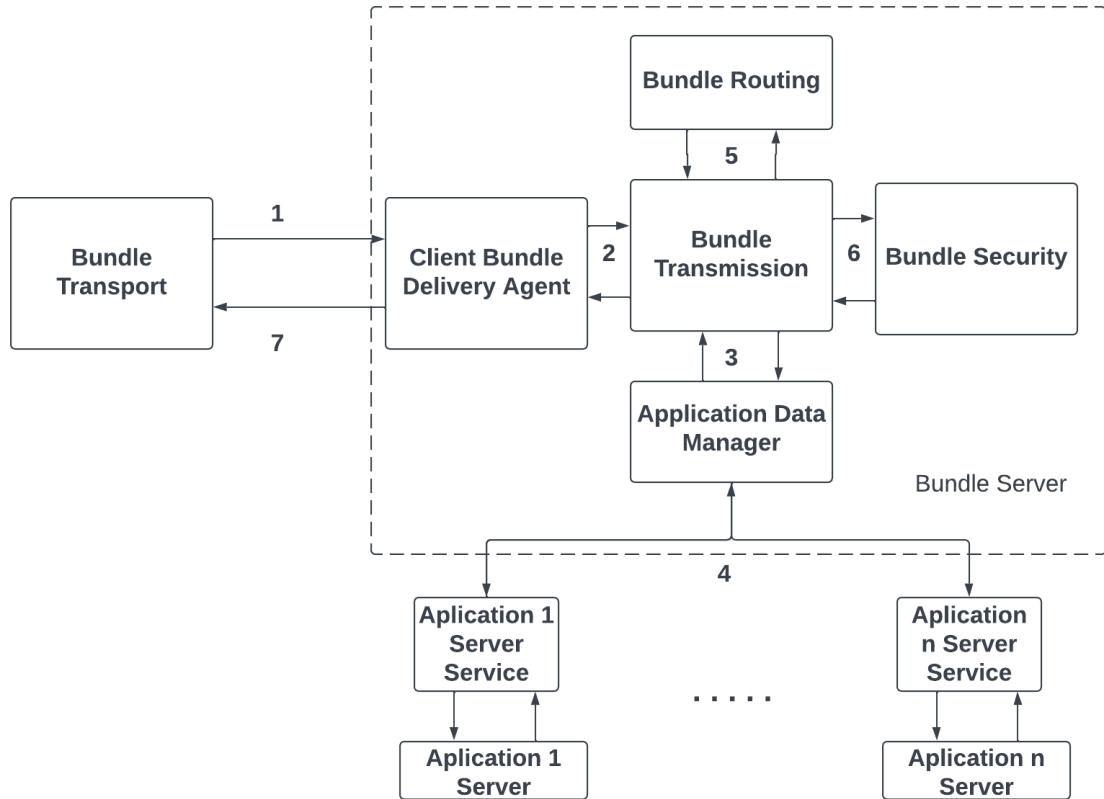 Bundle Routing
5
Bundle
Transport
1
7
Client Bundle
Delivery Agent
2
Bundle
Transmission
6
Bundle Security
3
Application Data
Manager
Bundle Server
4
Aplication 1
Server
Service
Aplication
n Server
Service
. . . . .
Aplication 1
Server
Aplication n
Server